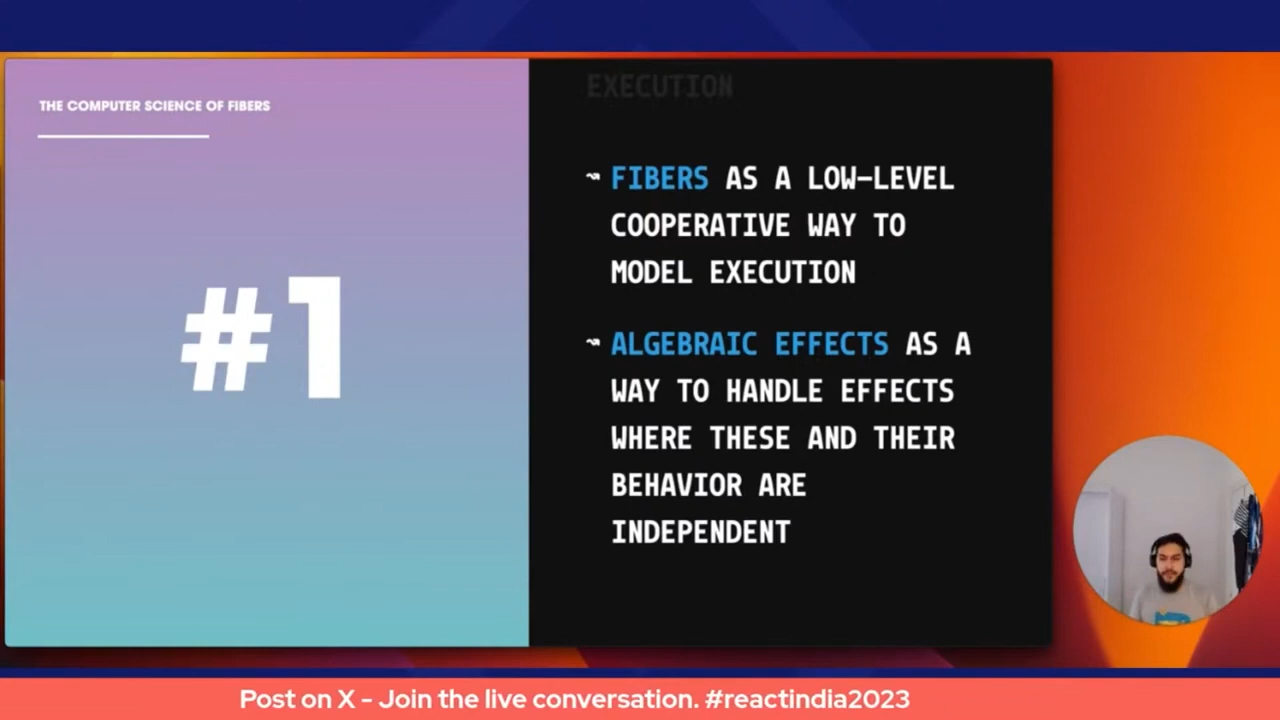 THE COMPUTER SCIENCE OF FIBERS
#1
EXECUTION
↝ FIBERS AS A LOW-LEVEL
COOPERATIVE WAY TO
MODEL EXECUTION
↝ ALGEBRAIC EFFECTS AS A
WAY TO HANDLE EFFECTS
WHERE THESE AND THEIR
BEHAVIOR ARE
INDEPENDENT
Post on X - Join the live conversation. #reactindia2023